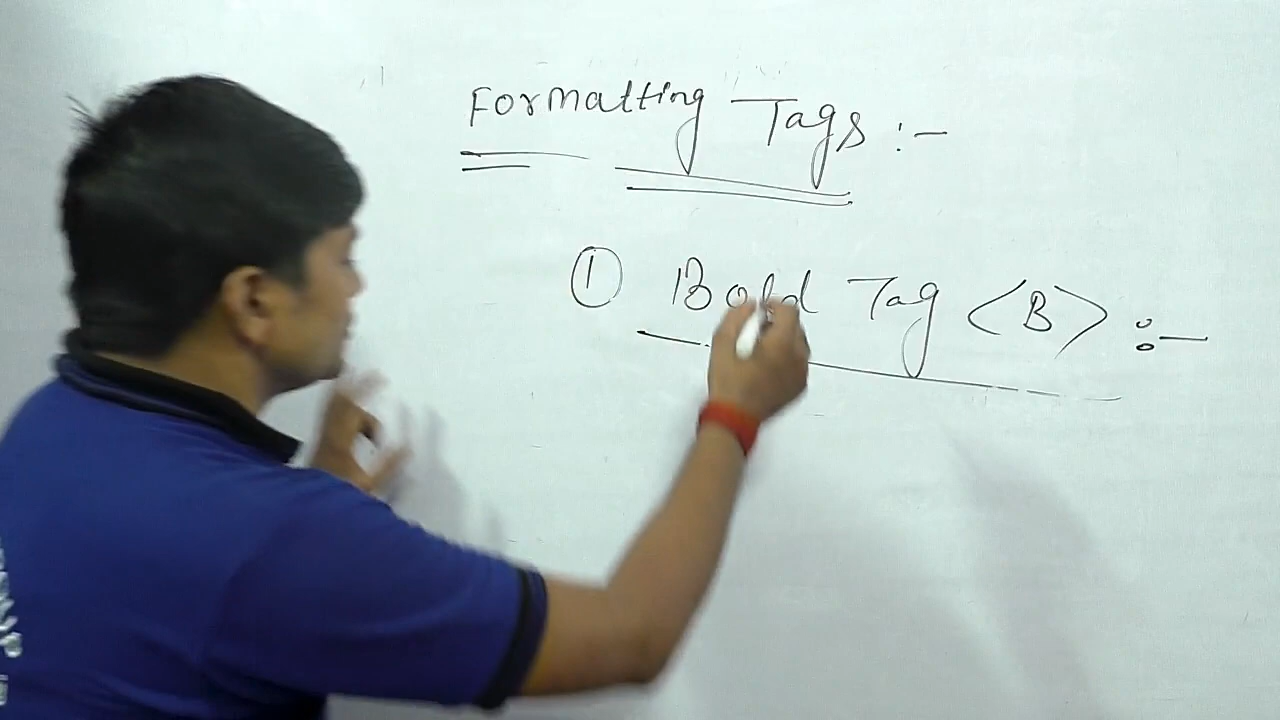 Formatting Tags :-
① Bold Tag <B> :-